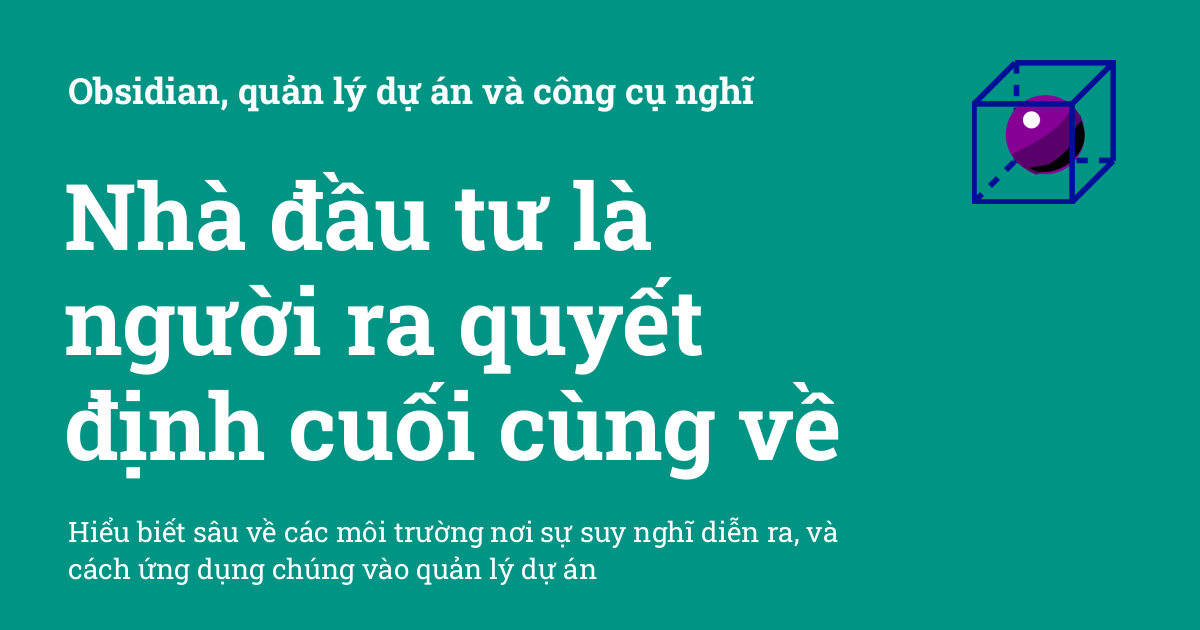 Obsidian, quản lý dự án và công cụ nghĩ
Nhà đầu tư là
người ra quyết
định cuối cùng về
Hiểu biết sâu về các môi trường nơi sự suy nghĩ diễn ra, và
cách ứng dụng chúng vào quản lý dự án